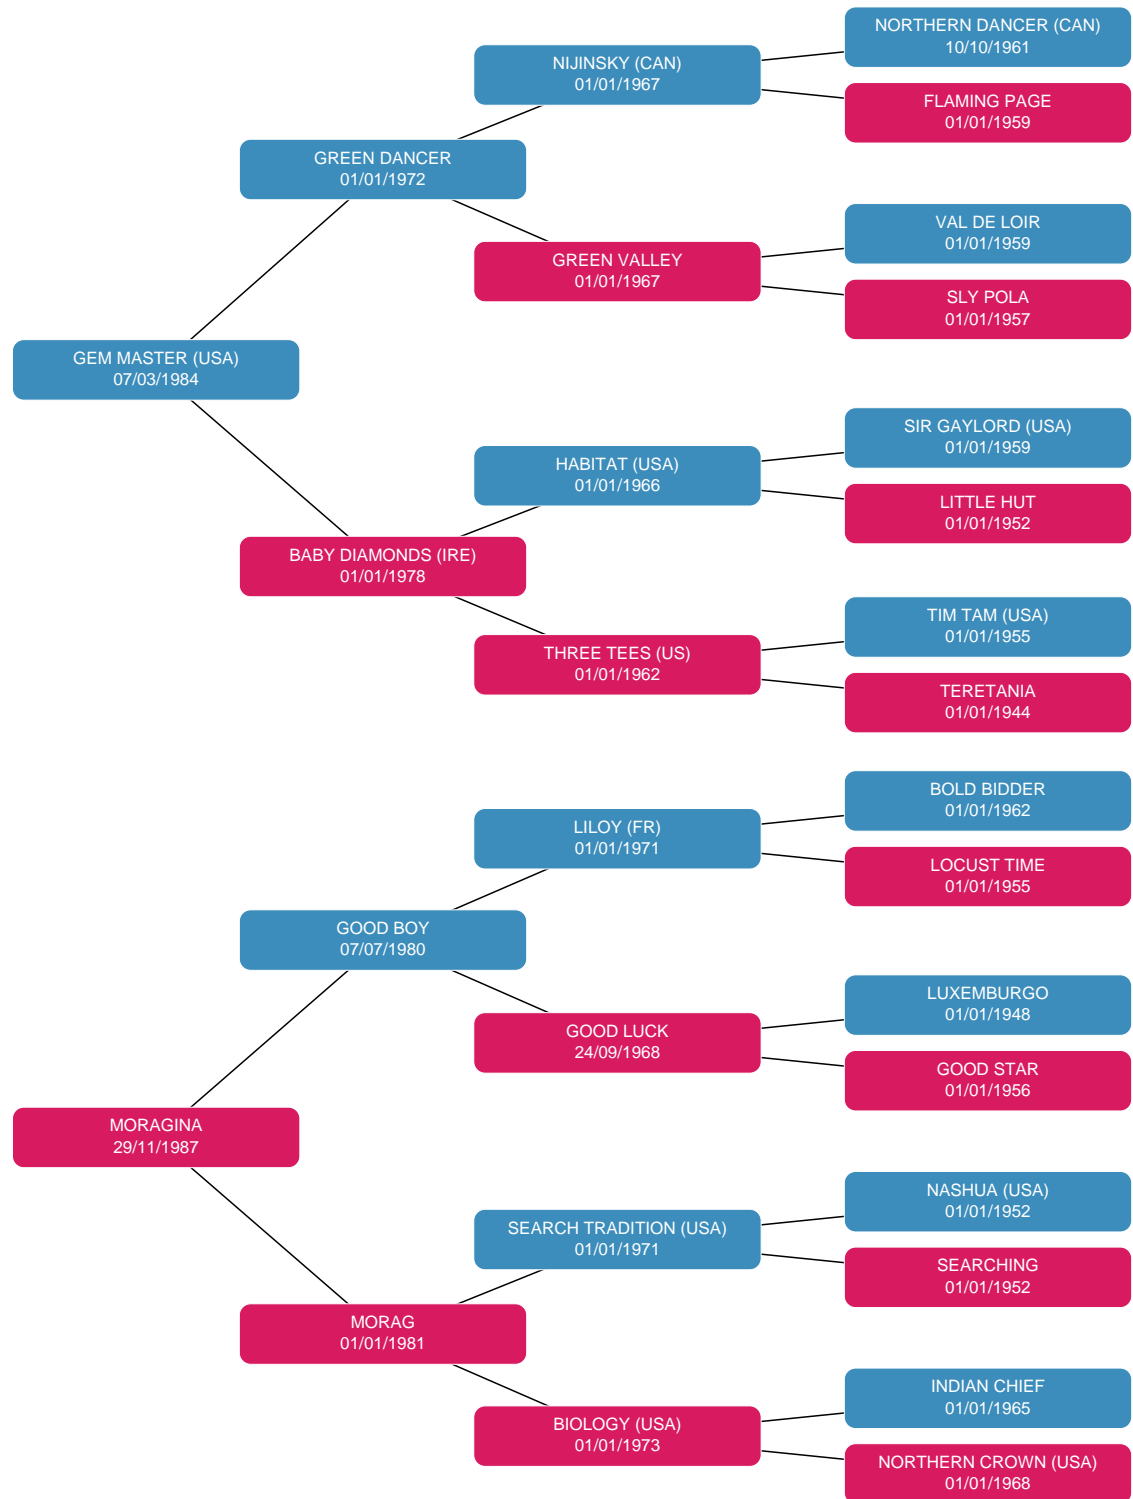 NORTHERN DANCER (CAN)
10/10/1961
NIJINSKY (CAN)
01/01/1967
FLAMING PAGE
01/01/1959
GREEN DANCER
01/01/1972
VAL DE LOIR
01/01/1959
GREEN VALLEY
01/01/1967
SLY POLA
01/01/1957
GEM MASTER (USA)
07/03/1984
SIR GAYLORD (USA)
01/01/1959
HABITAT (USA)
01/01/1966
LITTLE HUT
01/01/1952
BABY DIAMONDS (IRE)
01/01/1978
TIM TAM (USA)
01/01/1955
THREE TEES (US)
01/01/1962
TERETANIA
01/01/1944
BOLD BIDDER
01/01/1962
LILOY (FR)
01/01/1971
LOCUST TIME
01/01/1955
GOOD BOY
07/07/1980
LUXEMBURGO
01/01/1948
GOOD LUCK
24/09/1968
GOOD STAR
01/01/1956
MORAGINA
29/11/1987
NASHUA (USA)
01/01/1952
SEARCH TRADITION (USA)
01/01/1971
SEARCHING
01/01/1952
MORAG
01/01/1981
INDIAN CHIEF
01/01/1965
BIOLOGY (USA)
01/01/1973
NORTHERN CROWN (USA)
01/01/1968